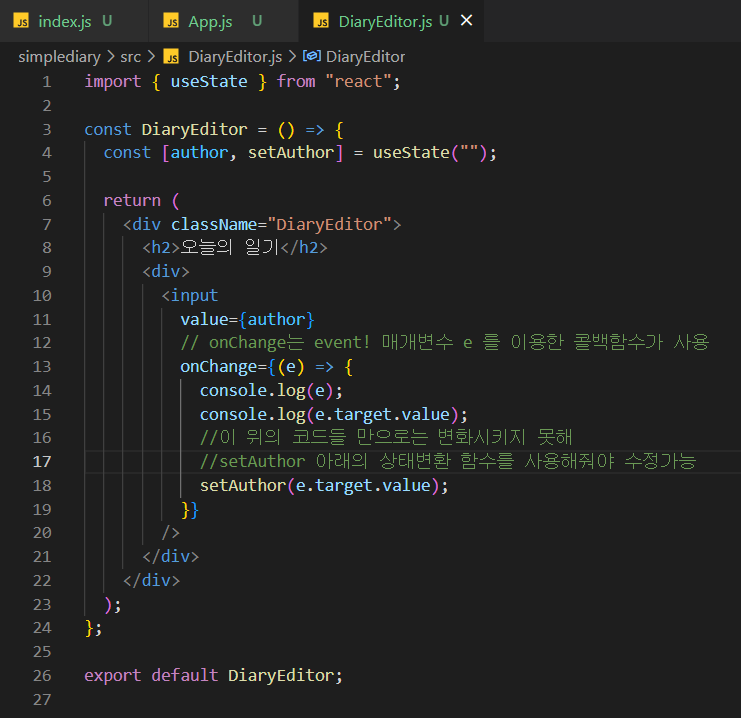 JS index.js U JS App.js U JS DiaryEditor.js U ×
simplediary > src > JS DiaryEditor.js > DiaryEditor
1 import { useState } from "react";
2
3 const DiaryEditor = () => {
4 const [author, setAuthor] = useState("");
5
6 return (
7 <div className="DiaryEditor">
8 <h2>오늘의 일기</h2>
9 <div>
10 <input
11 value={author}
12 // onChange는 event! 매개변수 e 를 이용한 콜백함수가 사용
13 onChange={(e) => {
14 console.log(e);
15 console.log(e.target.value);
16 //이 위의 코드들 만으로는 변화시키지 못해
17 //setAuthor 아래의 상태변환 함수를 사용해줘야 수정가능
18 setAuthor(e.target.value);
19 }}
20 />
21 </div>
22 </div>
23 );
24 };
25
26 export default DiaryEditor;
27